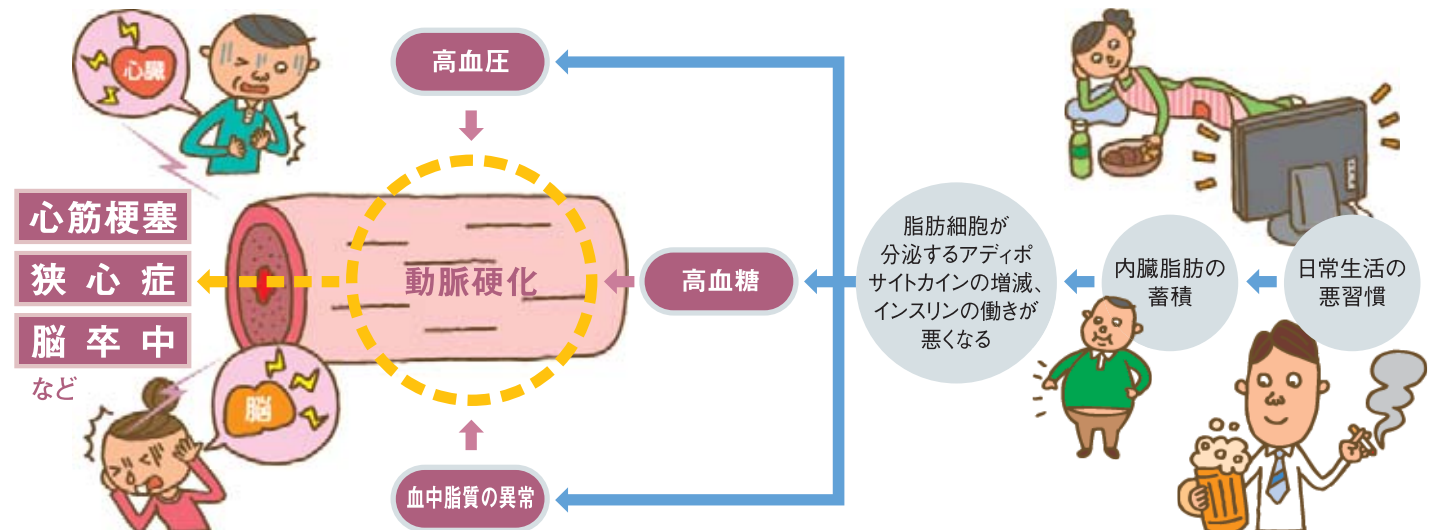 心臓
高血圧
心筋梗塞
狭心症
脳卒中
など
動脈硬化
高血糖
脂肪細胞が
分泌するアディポ
サイトカインの増減、
インスリンの働きが
悪くなる
内臓脂肪の
蓄積
日常生活の
悪習慣
脳
血中脂質の異常